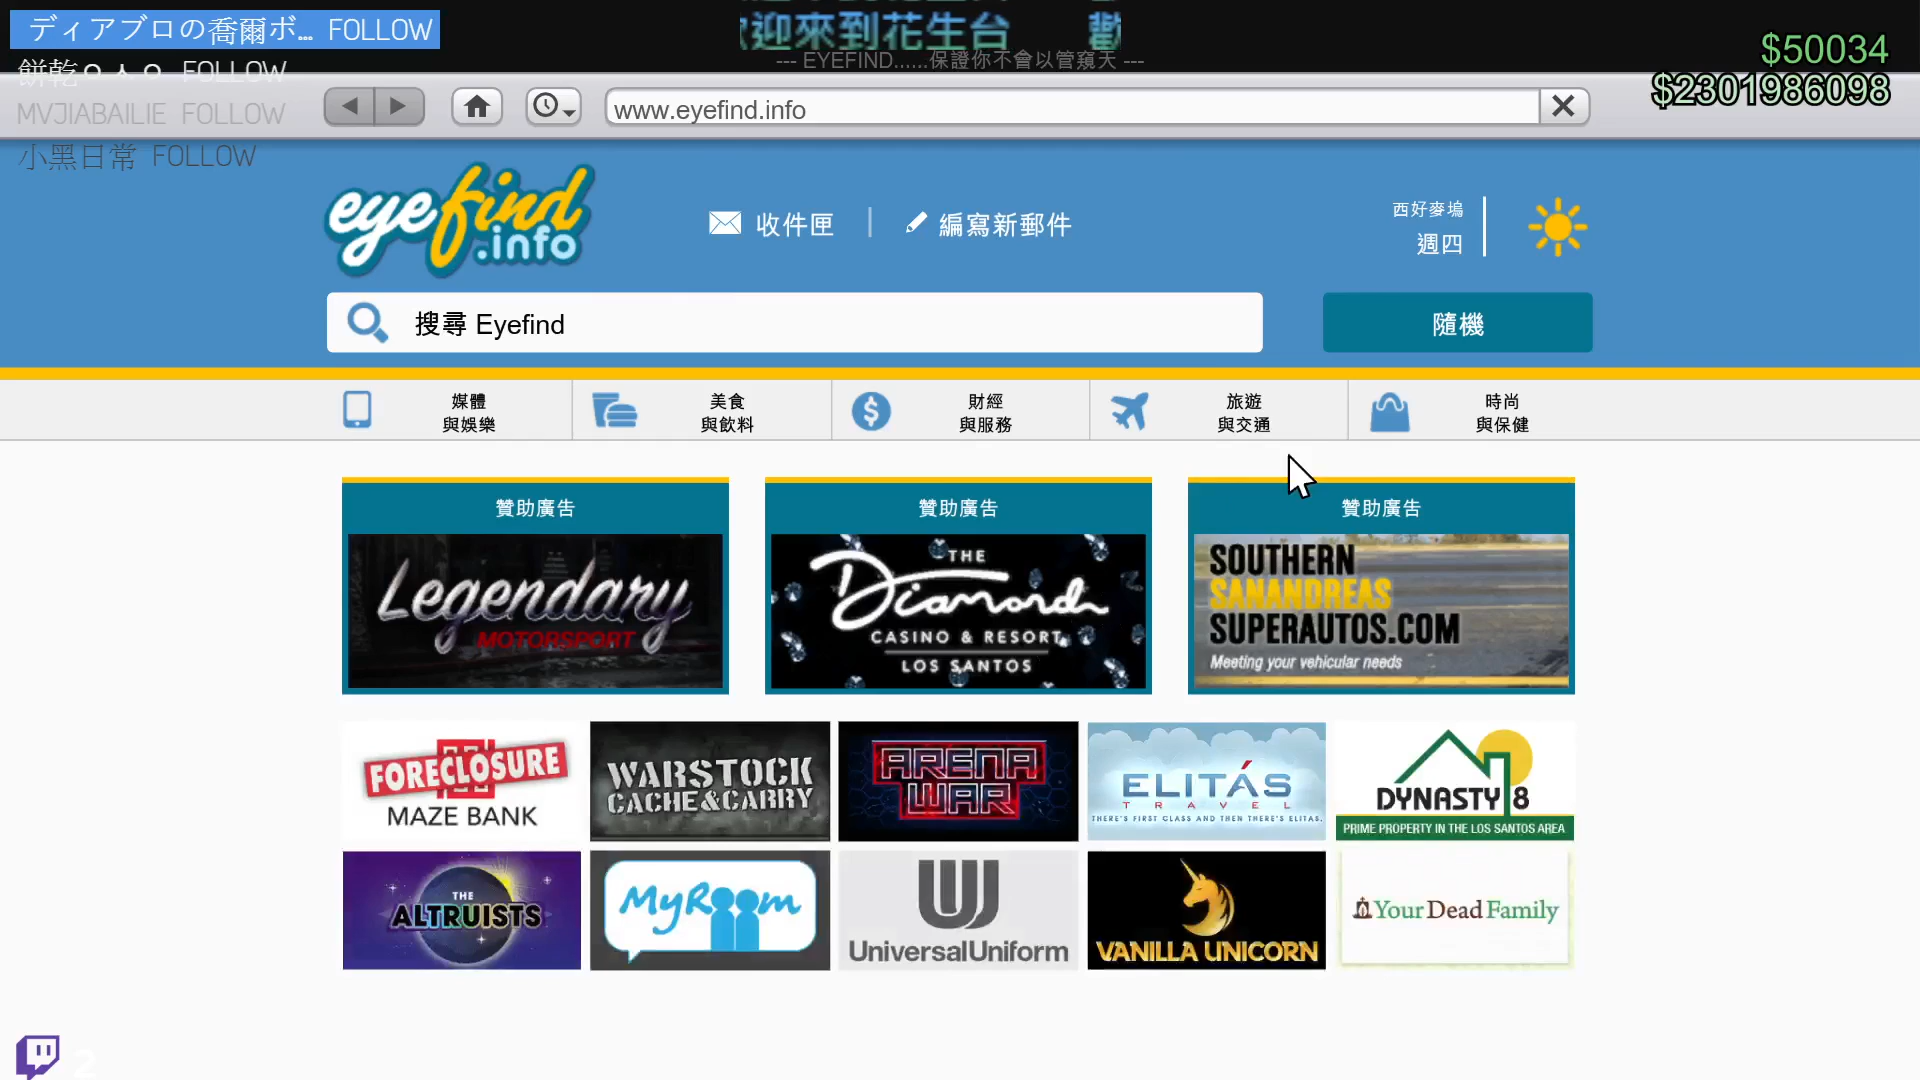 ディアブロの喬爾ボ... FOLLOW
迎來到花生台 歡
$50034
--- EYEFIND......保證你不會以管窺天 ---
餅乾ㅇㅅㅇ FOLLOW
$2301986098
MVJIABAILIE FOLLOW
www.eyefind.info
小黑日常 FOLLOW
eyefind.info
收件匣
編寫新郵件
西好麥塢
週四
搜尋 Eyefind
隨機
媒體
與娛樂
美食
與飲料
財經
與服務
旅遊
與交通
時尚
與保健
贊助廣告
贊助廣告
贊助廣告
Legendary
MOTORSPORT
THE
Diamond
CASINO & RESORT
LOS SANTOS
SOUTHERN
SANANDREAS
SUPERAUTOS.COM
Meeting your vehicular needs
FORECLOSURE
MAZE BANK
WARSTOCK
CACHE&CARRY
ARENA
WAR
ELITÁS
TRAVEL
THERE'S FIRST CLASS AND THEN THERE'S ELITAS.
DYNASTY 8
PRIME PROPERTY IN THE LOS SANTOS AREA
THE
ALTRUISTS
MyRoom
UniversalUniform
VANILLA UNICORN
YourDeadFamily
2